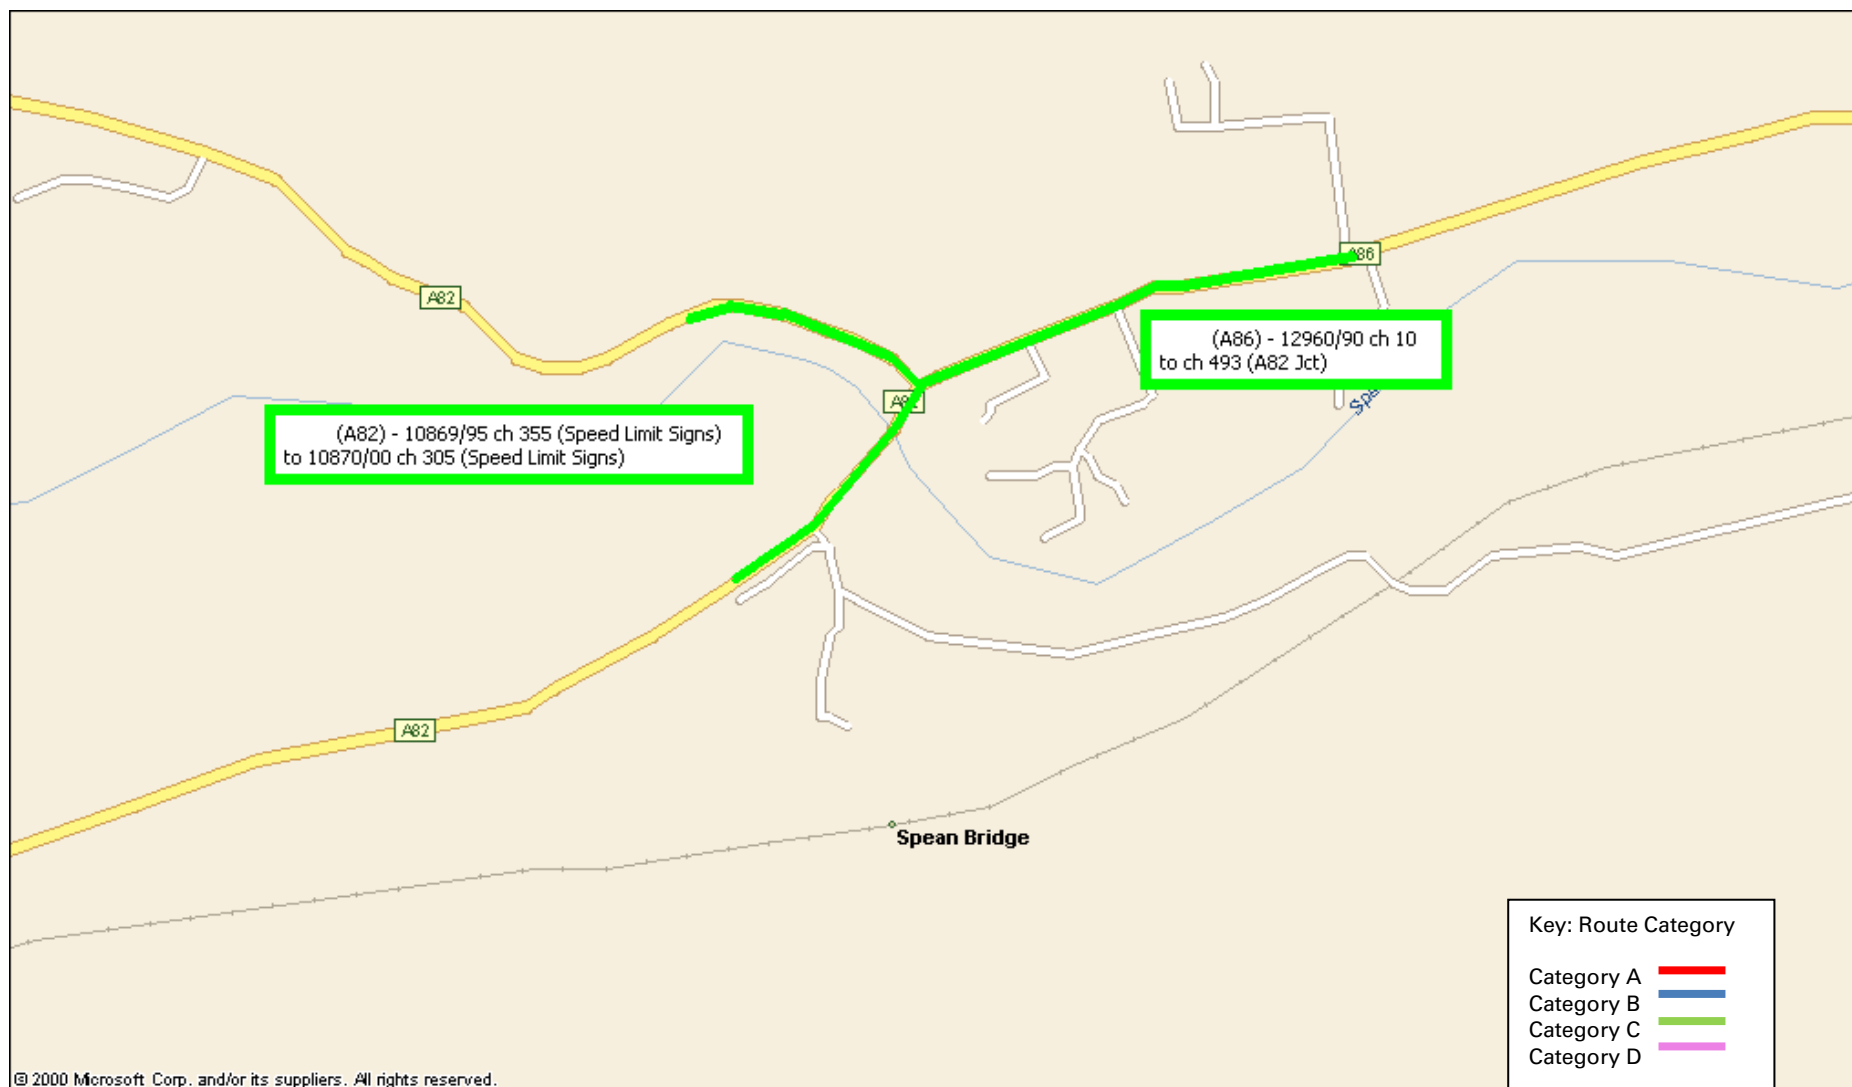 A86
A82
(A86) - 12960/90 ch 10
to ch 493 (A82 Jct)
(A82) - 10869/95 ch 355 (Speed Limit Signs)
to 10870/00 ch 305 (Speed Limit Signs)
A82
Spean Bridge
Key: Route Category
Category A
Category B
Category C
Category D
© 2000 Microsoft Corp. and/or its suppliers. All rights reserved.